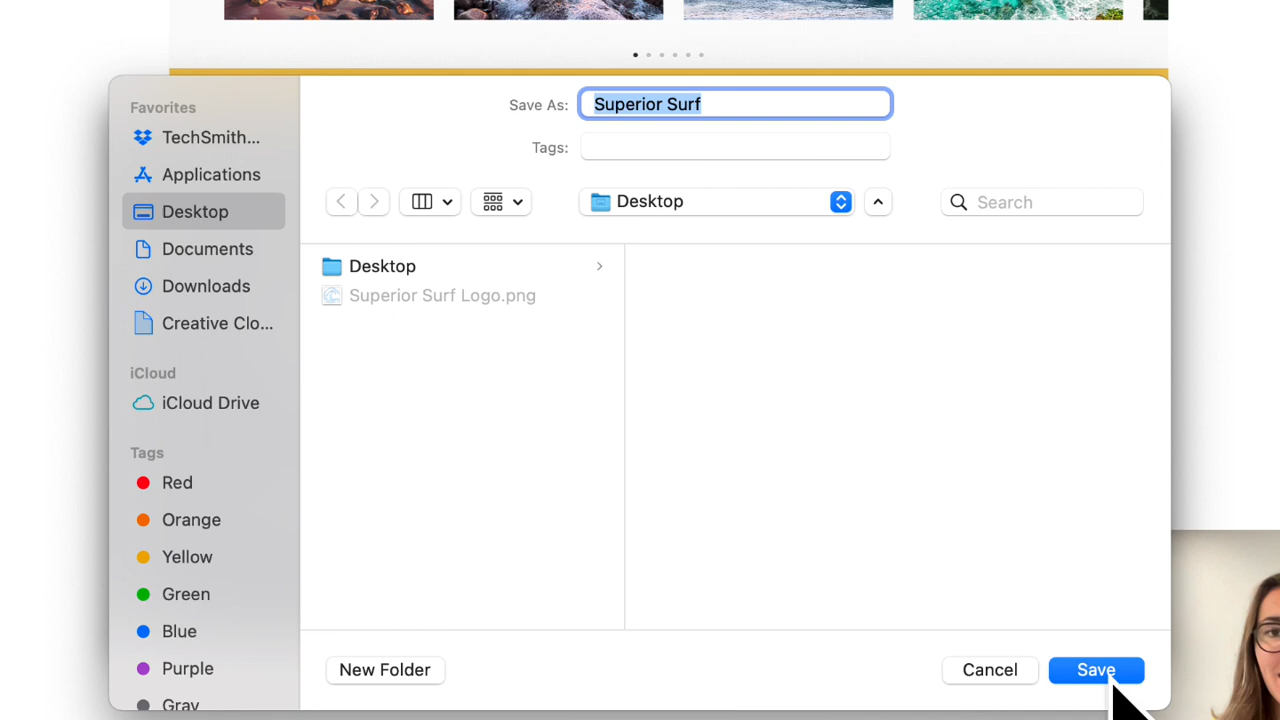 Save As: Superior Surf
Tags:
Favorites
TechSmith...
Applications
Desktop
Documents
Downloads
Creative Clo...
iCloud
iCloud Drive
Tags
Red
Orange
Yellow
Green
Blue
Purple
Gray
Desktop
Search
Desktop
Superior Surf Logo.png
New Folder
Cancel
Save